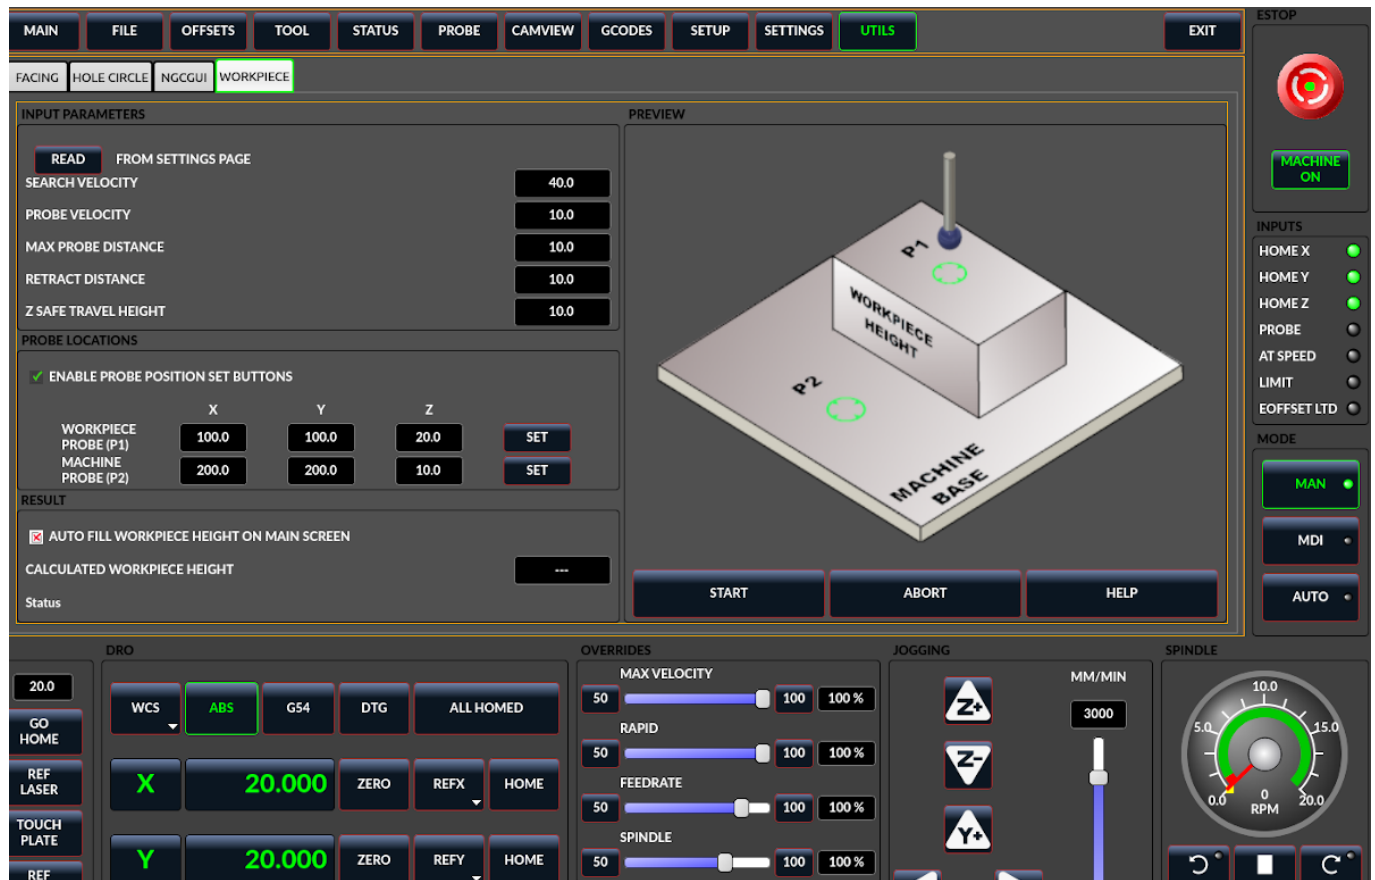 MAIN FILE OFFSETS TOOL STATUS PROBE CAMVIEW GCODES SETUP SETTINGS UTILS EXIT
ESTOP
FACING HOLE CIRCLE NGCGUI WORKPIECE
INPUT PARAMETERS
READ FROM SETTINGS PAGE
SEARCH VELOCITY 40.0
PROBE VELOCITY 10.0
MAX PROBE DISTANCE 10.0
RETRACT DISTANCE 10.0
Z SAFE TRAVEL HEIGHT 10.0
PROBE LOCATIONS
ENABLE PROBE POSITION SET BUTTONS
X Y Z
WORKPIECE
PROBE (P1) 100.0 100.0 20.0 SET
MACHINE
PROBE (P2) 200.0 200.0 10.0 SET
RESULT
AUTO FILL WORKPIECE HEIGHT ON MAIN SCREEN
CALCULATED WORKPIECE HEIGHT ---
Status
PREVIEW
P1
WORKPIECE
HEIGHT
P2
MACHINE
BASE
START ABORT HELP
MACHINE
ON
INPUTS
HOME X
HOME Y
HOME Z
PROBE
AT SPEED
LIMIT
EOFFSET LTD
MODE
MAN
MDI
AUTO
20.0
GO
HOME
REF
LASER
TOUCH
PLATE
REF
DRO
WCS ABS G54 DTG ALL HOMED
X 20.000 ZERO REFX HOME
Y 20.000 ZERO REFY HOME
OVERRIDES
MAX VELOCITY
50 100 100 %
RAPID
50 100 100 %
FEEDRATE
50 100 100 %
SPINDLE
50 100 100 %
JOGGING
Z+
Z-
Y+
MM/MIN
3000
SPINDLE
10.0
5.0 15.0
0.0 0 20.0
RPM